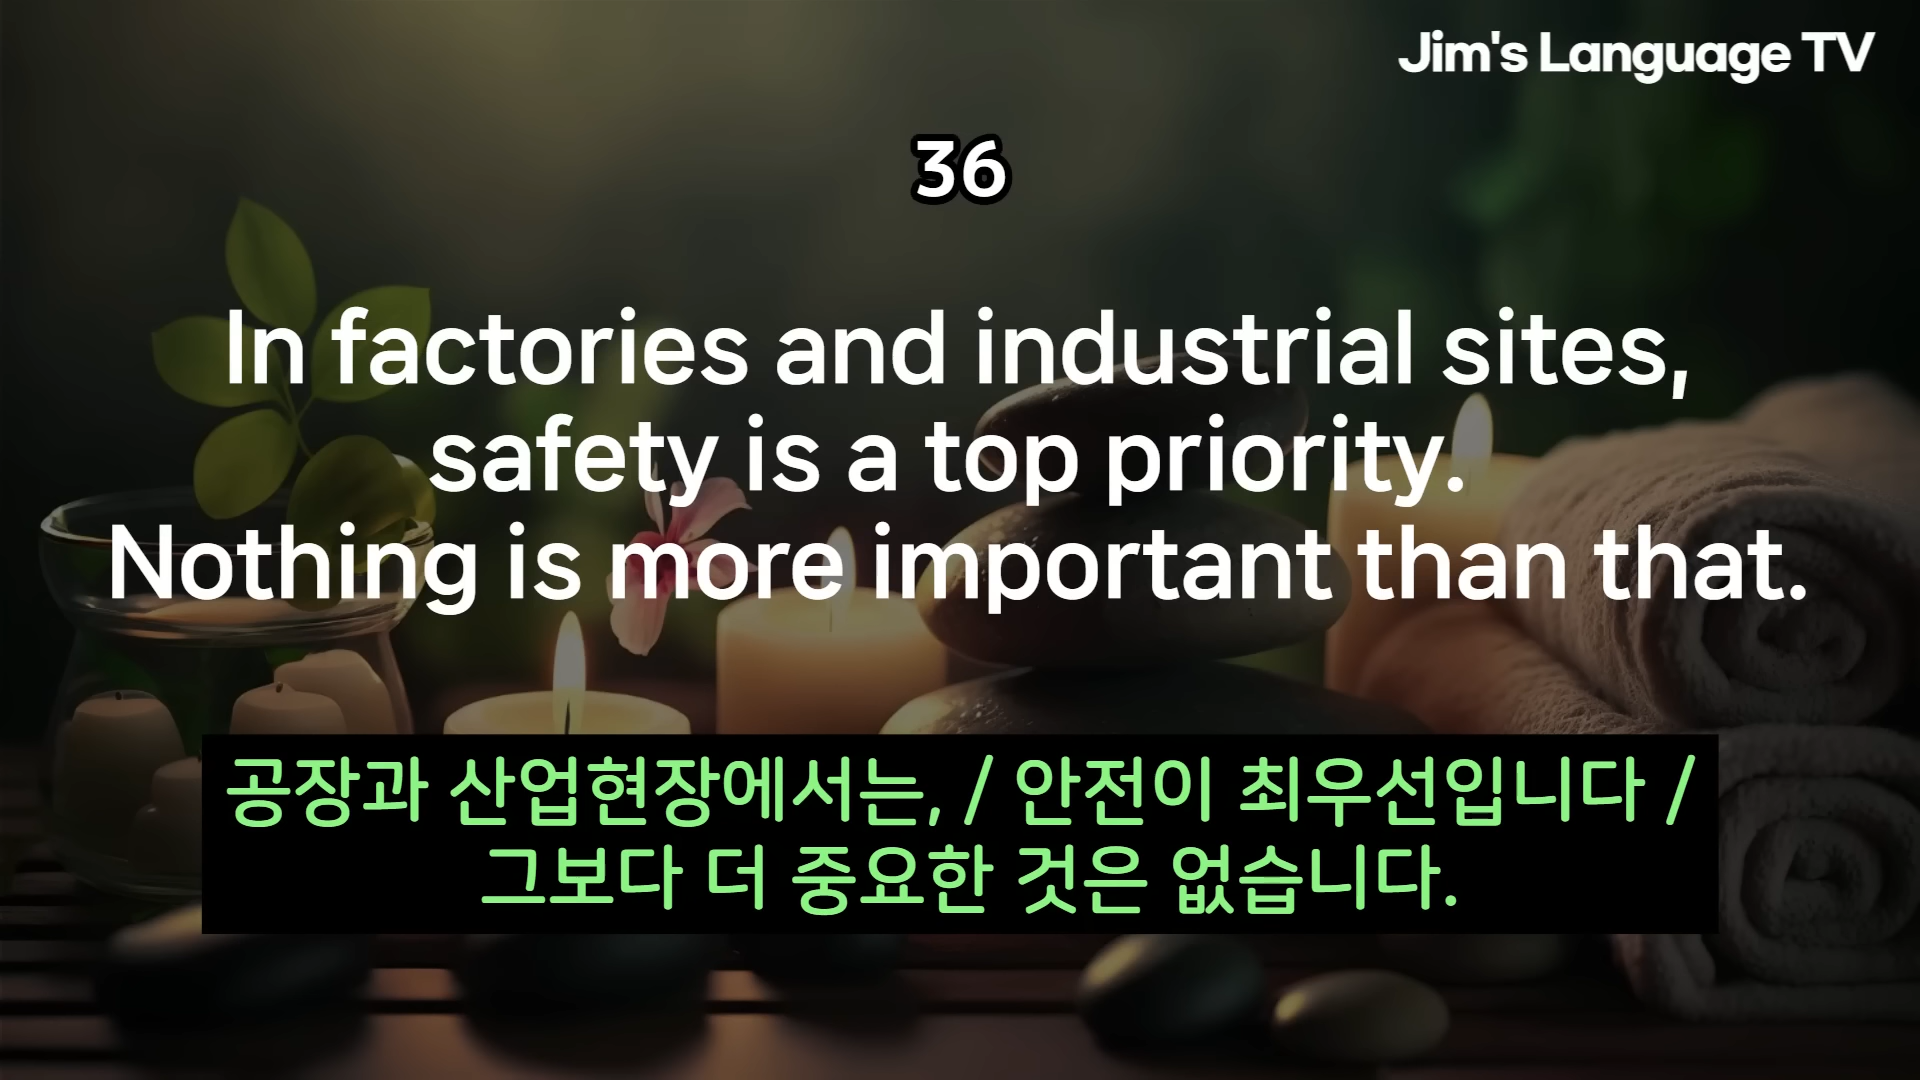 Jim's Language TV
36
In factories and industrial sites,
safety is a top priority.
Nothing is more important than that.
공장과 산업현장에서는, / 안전이 최우선입니다 /
그보다 더 중요한 것은 없습니다.